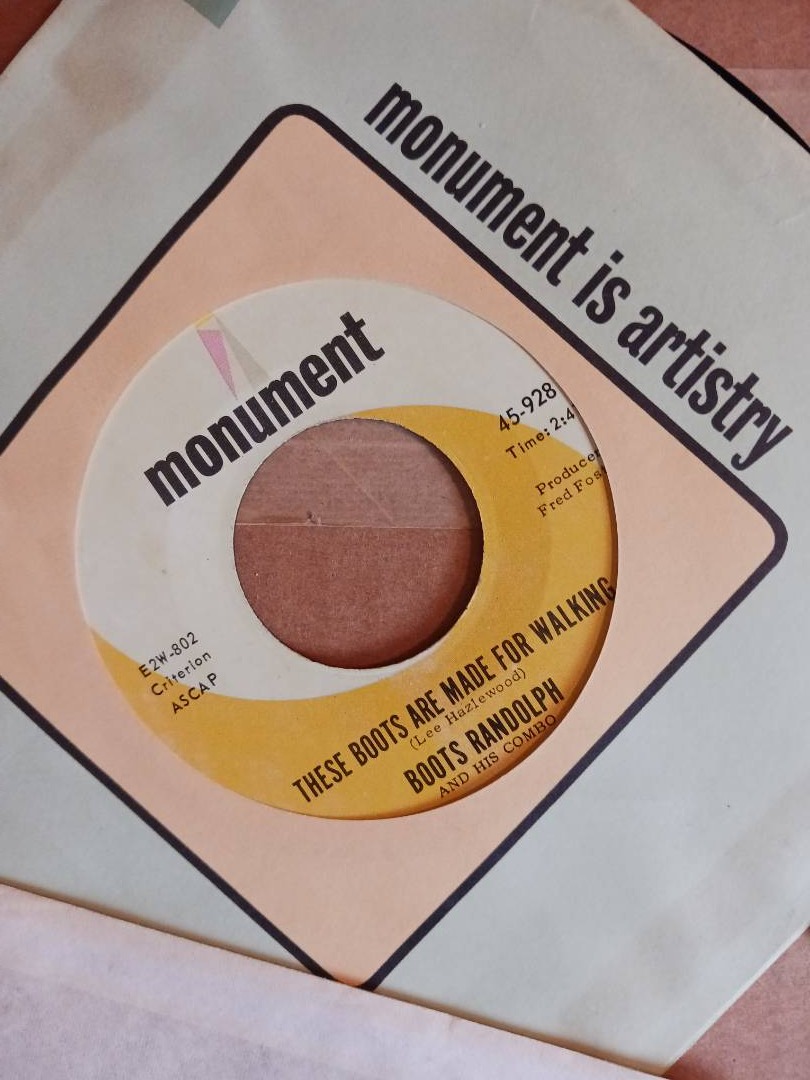 monument is artistry
monument
45-928
Time: 2:4
Producer
Fred Fos
E2W-802
Criterion
ASCAP
THESE BOOTS ARE MADE FOR WALKING
(Lee Hazlewood)
BOOTS RANDOLPH
AND HIS COMBO